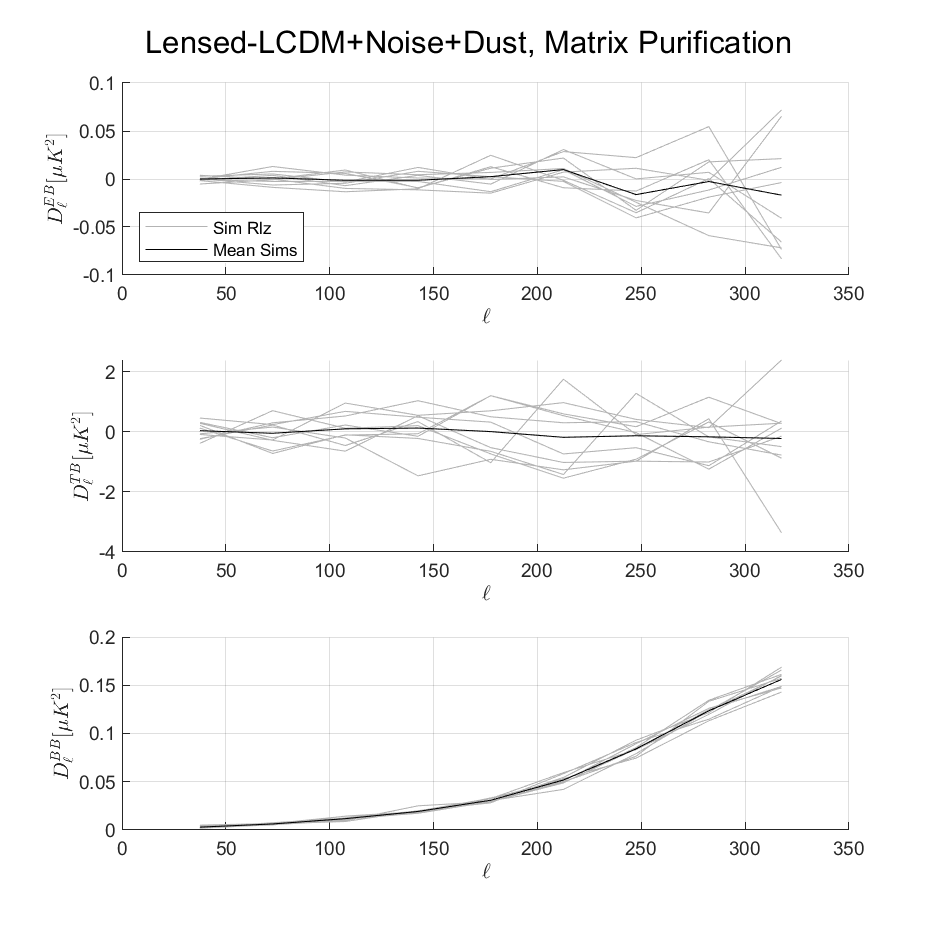 Lensed-LCDM+Noise+Dust, Matrix Purification
0.1
0.05
0
-0.05
-0.1
D_ℓ^{EB}[μK^2]
Sim Rlz
Mean Sims
0 50 100 150 200 250 300 350
ℓ
2
0
-2
-4
D_ℓ^{TB}[μK^2]
0 50 100 150 200 250 300 350
ℓ
0.2
0.15
0.1
0.05
0
D_ℓ^{BB}[μK^2]
0 50 100 150 200 250 300 350
ℓ